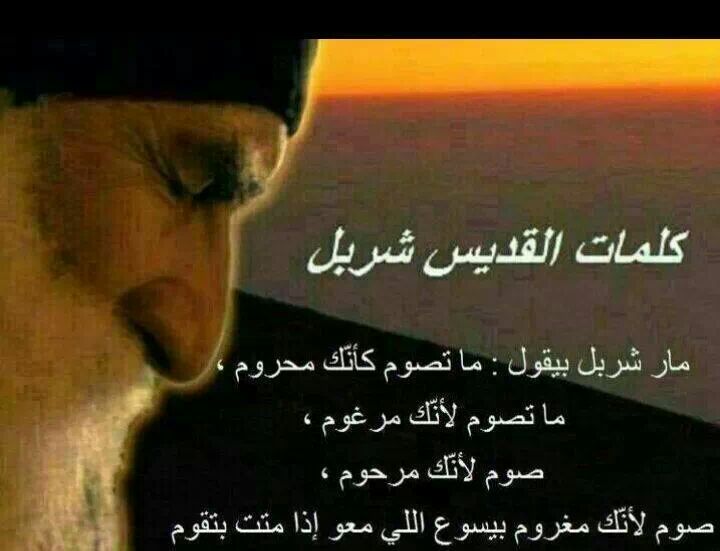 كلمات القديس شربل
مار شربل بيقول : ما تصوم كأنّك محروم ،
ما تصوم لأنّك مرغوم ،
صوم لأنّك مرحوم ،
صوم لأنّك مغروم بيسوع اللي معو إذا متت بتقوم